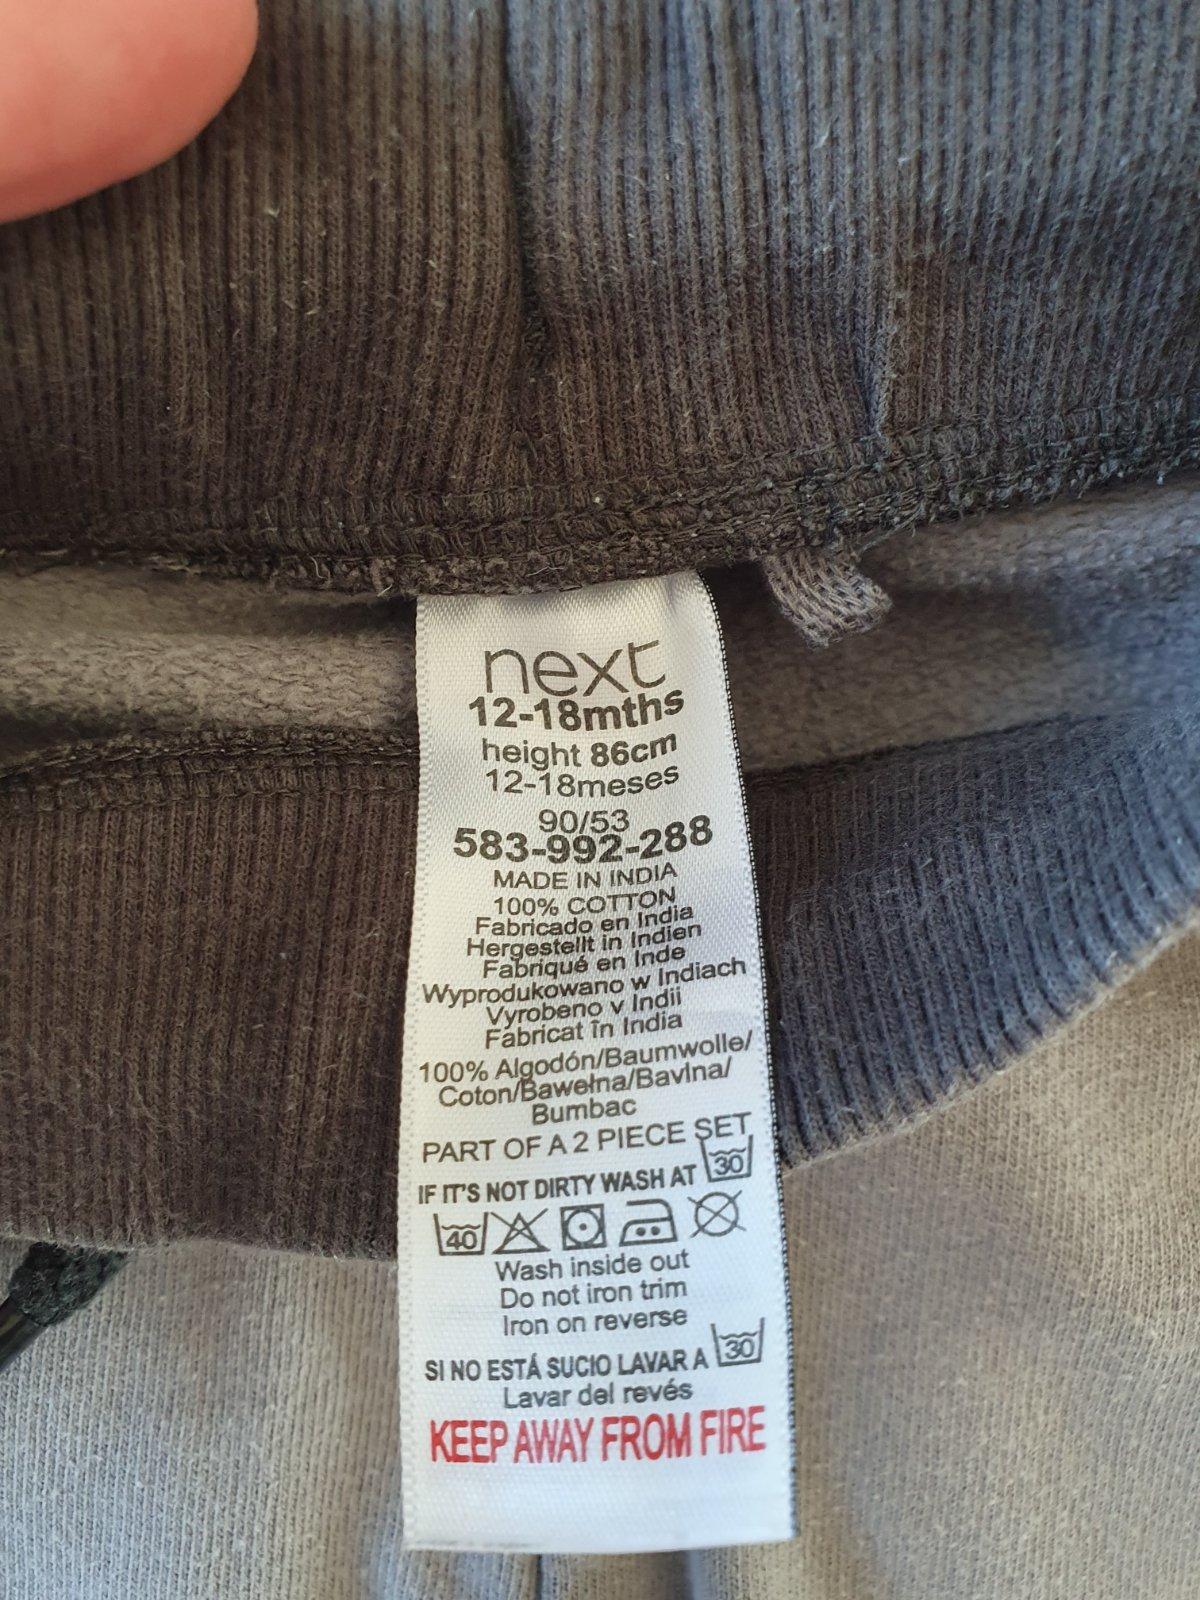 next
12-18mths
height 86cm
12-18meses
90/53
583-992-288
MADE IN INDIA
100% COTTON
Fabricado en India
Hergestellt in Indien
Fabriqué en Inde
Wyprodukowano w Indiach
Vyrobeno v Indii
Fabricat în India
100% Algodón/Baumwolle/
Coton/Bawełna/Bavlna/
Bumbac
PART OF A 2 PIECE SET
IF IT'S NOT DIRTY WASH AT 30
40
Wash inside out
Do not iron trim
Iron on reverse
SI NO ESTÁ SUCIO LAVAR A 30
Lavar del revés
KEEP AWAY FROM FIRE